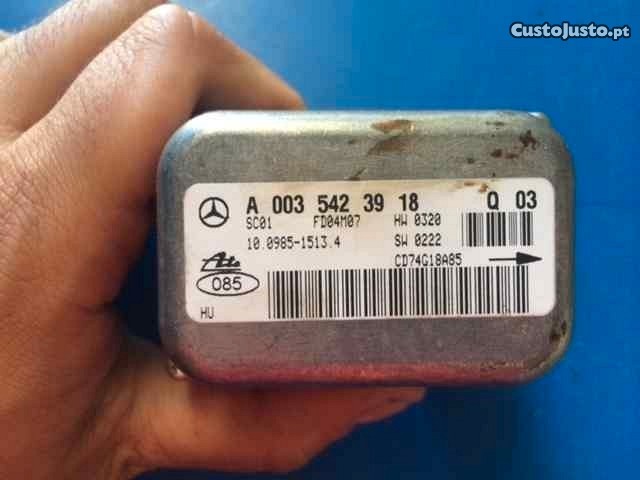 CustoJusto.pt
A 003 542 39 18 Q 03
SC01 FD04M07 HW 0320
10.0985-1513.4 SW 0222
CD74G18A85
Ate
085
HU